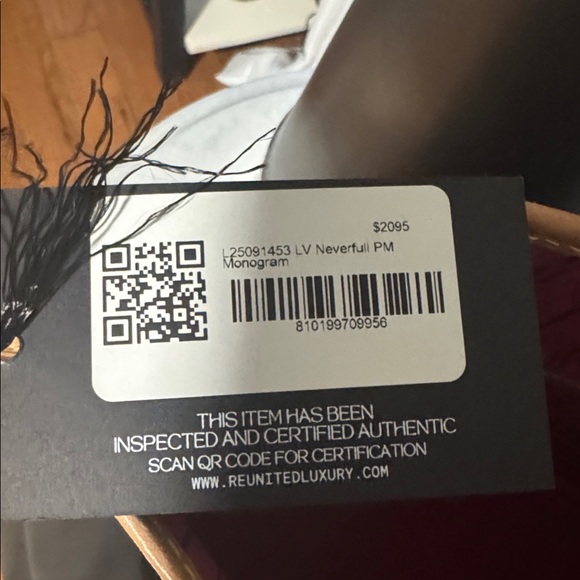 $2095
L25091453 LV Neverfull PM
Monogram
810199709956
THIS ITEM HAS BEEN
INSPECTED AND CERTIFIED AUTHENTIC
SCAN QR CODE FOR CERTIFICATION
WWW.REUNITEDLUXURY.COM